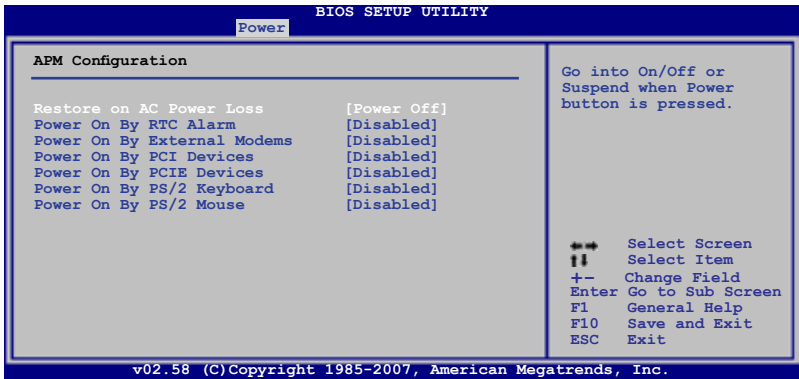 BIOS SETUP UTILITY
Power
APM Configuration
Restore on AC Power Loss [Power Off]
Power On By RTC Alarm [Disabled]
Power On By External Modems [Disabled]
Power On By PCI Devices [Disabled]
Power On By PCIE Devices [Disabled]
Power On By PS/2 Keyboard [Disabled]
Power On By PS/2 Mouse [Disabled]
Go into On/Off or
Suspend when Power
button is pressed.
←→ Select Screen
↑↓ Select Item
+- Change Field
Enter Go to Sub Screen
F1 General Help
F10 Save and Exit
ESC Exit
v02.58 (C)Copyright 1985-2007, American Megatrends, Inc.